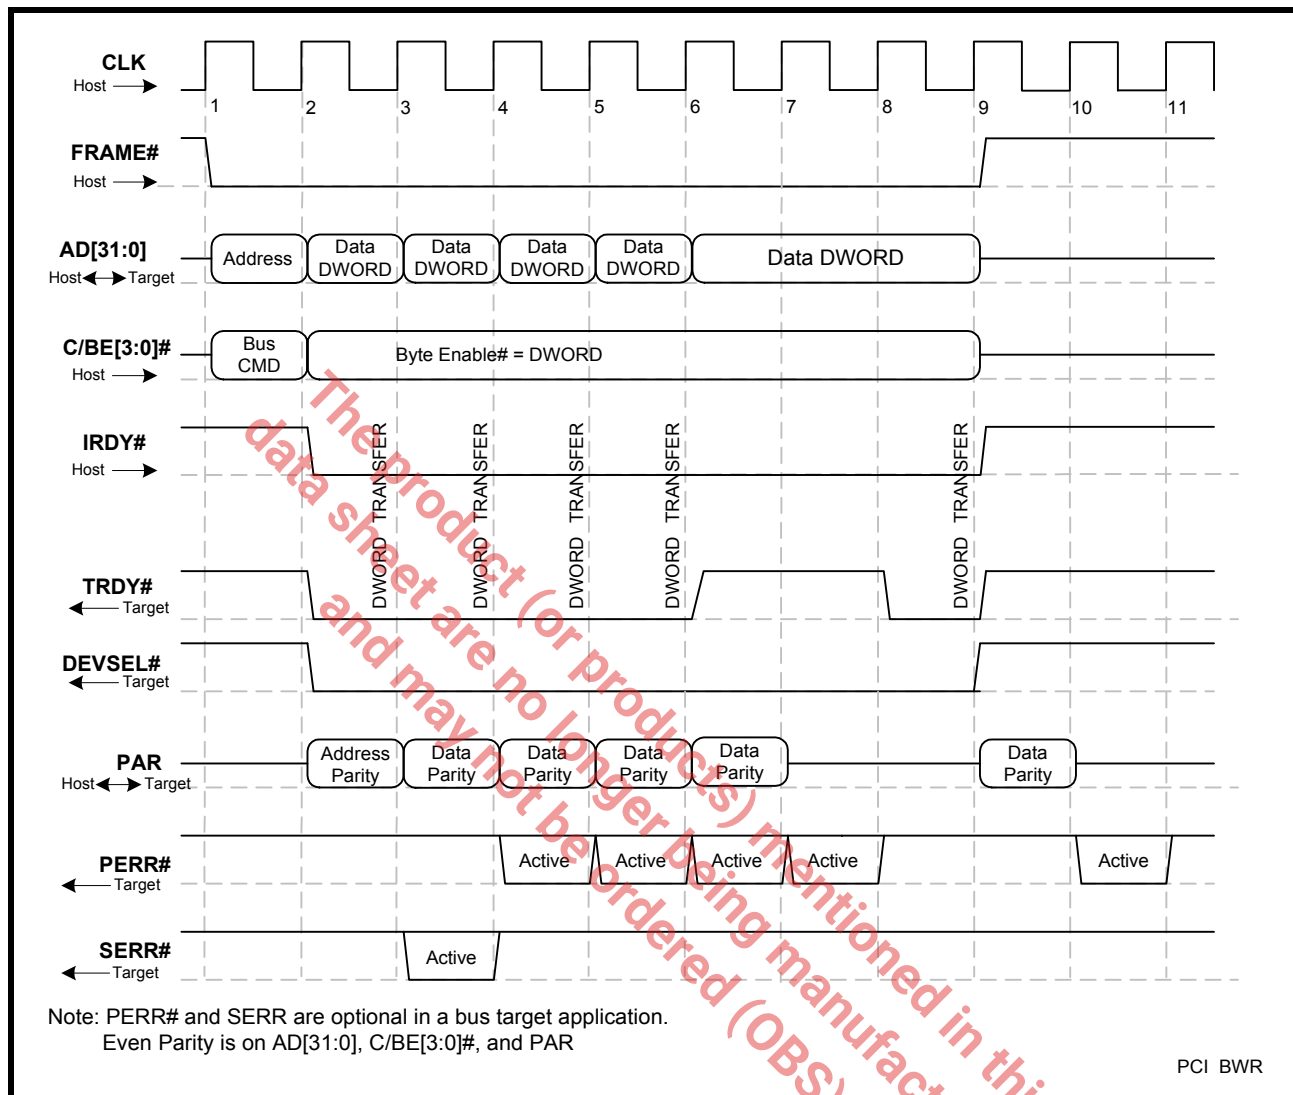 CLK
Host
1 2 3 4 5 6 7 8 9 10 11
FRAME#
Host
AD[31:0]
Host Target
Address
Data DWORD
Data DWORD
Data DWORD
Data DWORD
Data DWORD
C/BE[3:0]#
Host
Bus CMD
Byte Enable# = DWORD
IRDY#
Host
DWORD TRANSFER
DWORD TRANSFER
DWORD TRANSFER
DWORD TRANSFER
DWORD TRANSFER
TRDY#
Target
DEVSEL#
Target
PAR
Host Target
Address Parity
Data Parity
Data Parity
Data Parity
Data Parity
Data Parity
PERR#
Target
Active
Active
Active
Active
Active
SERR#
Target
Active
Note: PERR# and SERR are optional in a bus target application.
Even Parity is on AD[31:0], C/BE[3:0]#, and PAR
PCI BWR
The product (or products) mentioned in this
data sheet are no longer being
and may not be ordered (OBS)